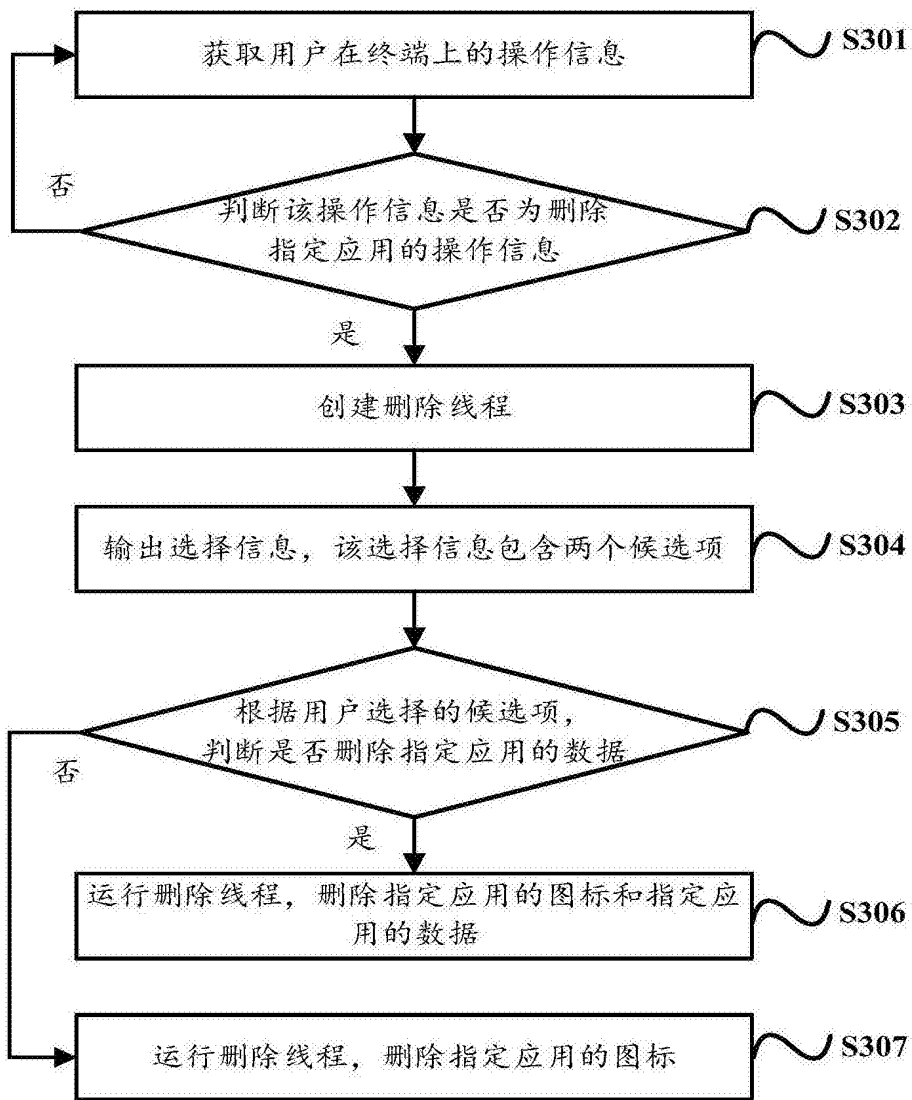 获取用户在终端上的操作信息
S301
否
判断该操作信息是否为删除
指定应用的操作信息
S302
是
创建删除线程
S303
输出选择信息，该选择信息包含两个候选项
S304
根据用户选择的候选项，
判断是否删除指定应用的数据
S305
否
是
运行删除线程，删除指定应用的图标和指定应
用的数据
S306
运行删除线程，删除指定应用的图标
S307